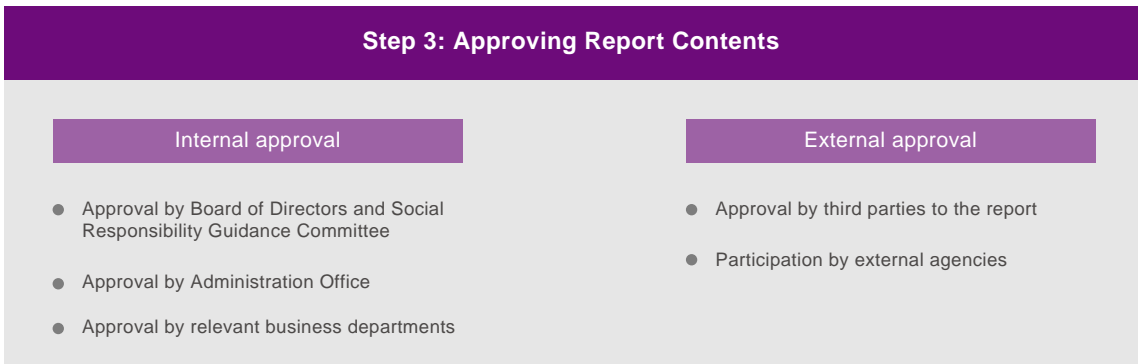 Step 3: Approving Report Contents
Internal approval
Approval by Board of Directors and Social
Responsibility Guidance Committee
Approval by Administration Office
Approval by relevant business departments
External approval
Approval by third parties to the report
Participation by external agencies